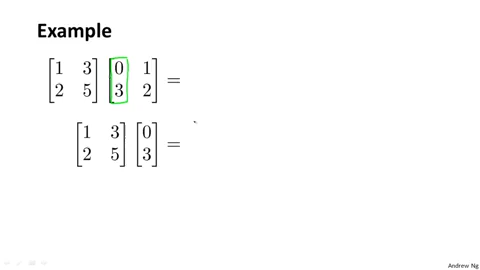 Example
[1 3
2 5] [0 1
3 2] =
[1 3
2 5] [0
3] =
Andrew Ng